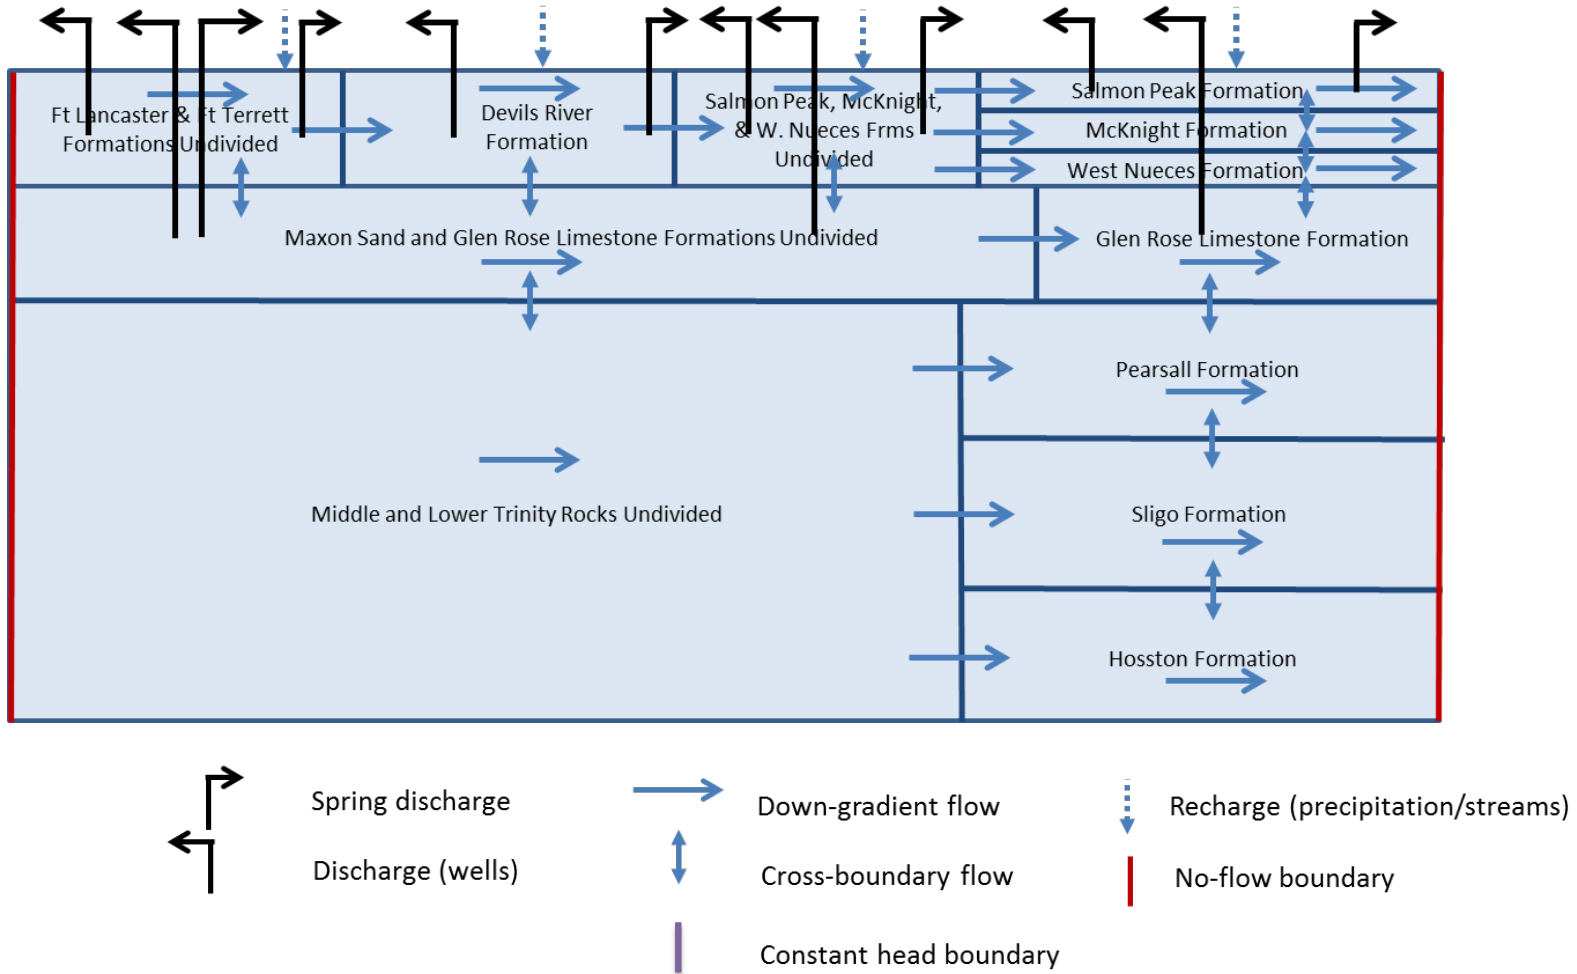 Ft Lancaster & Ft Terrett
Formations Undivided
Devils River
Formation
Salmon Peak, McKnight,
& W. Nueces Frms
Undivided
Salmon Peak Formation
McKnight Formation
West Nueces Formation
Maxon Sand and Glen Rose Limestone Formations Undivided
Glen Rose Limestone Formation
Pearsall Formation
Middle and Lower Trinity Rocks Undivided
Sligo Formation
Hosston Formation
Spring discharge
Down-gradient flow
Recharge (precipitation/streams)
Discharge (wells)
Cross-boundary flow
No-flow boundary
Constant head boundary